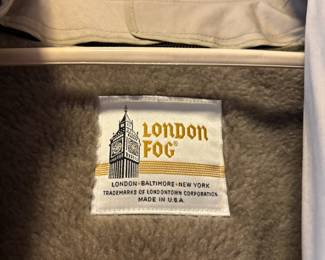 LONDON
FOG®
LONDON·BALTIMORE·NEW YORK
TRADEMARKS OF LONDONTOWN CORPORATION
MADE IN U.S.A.